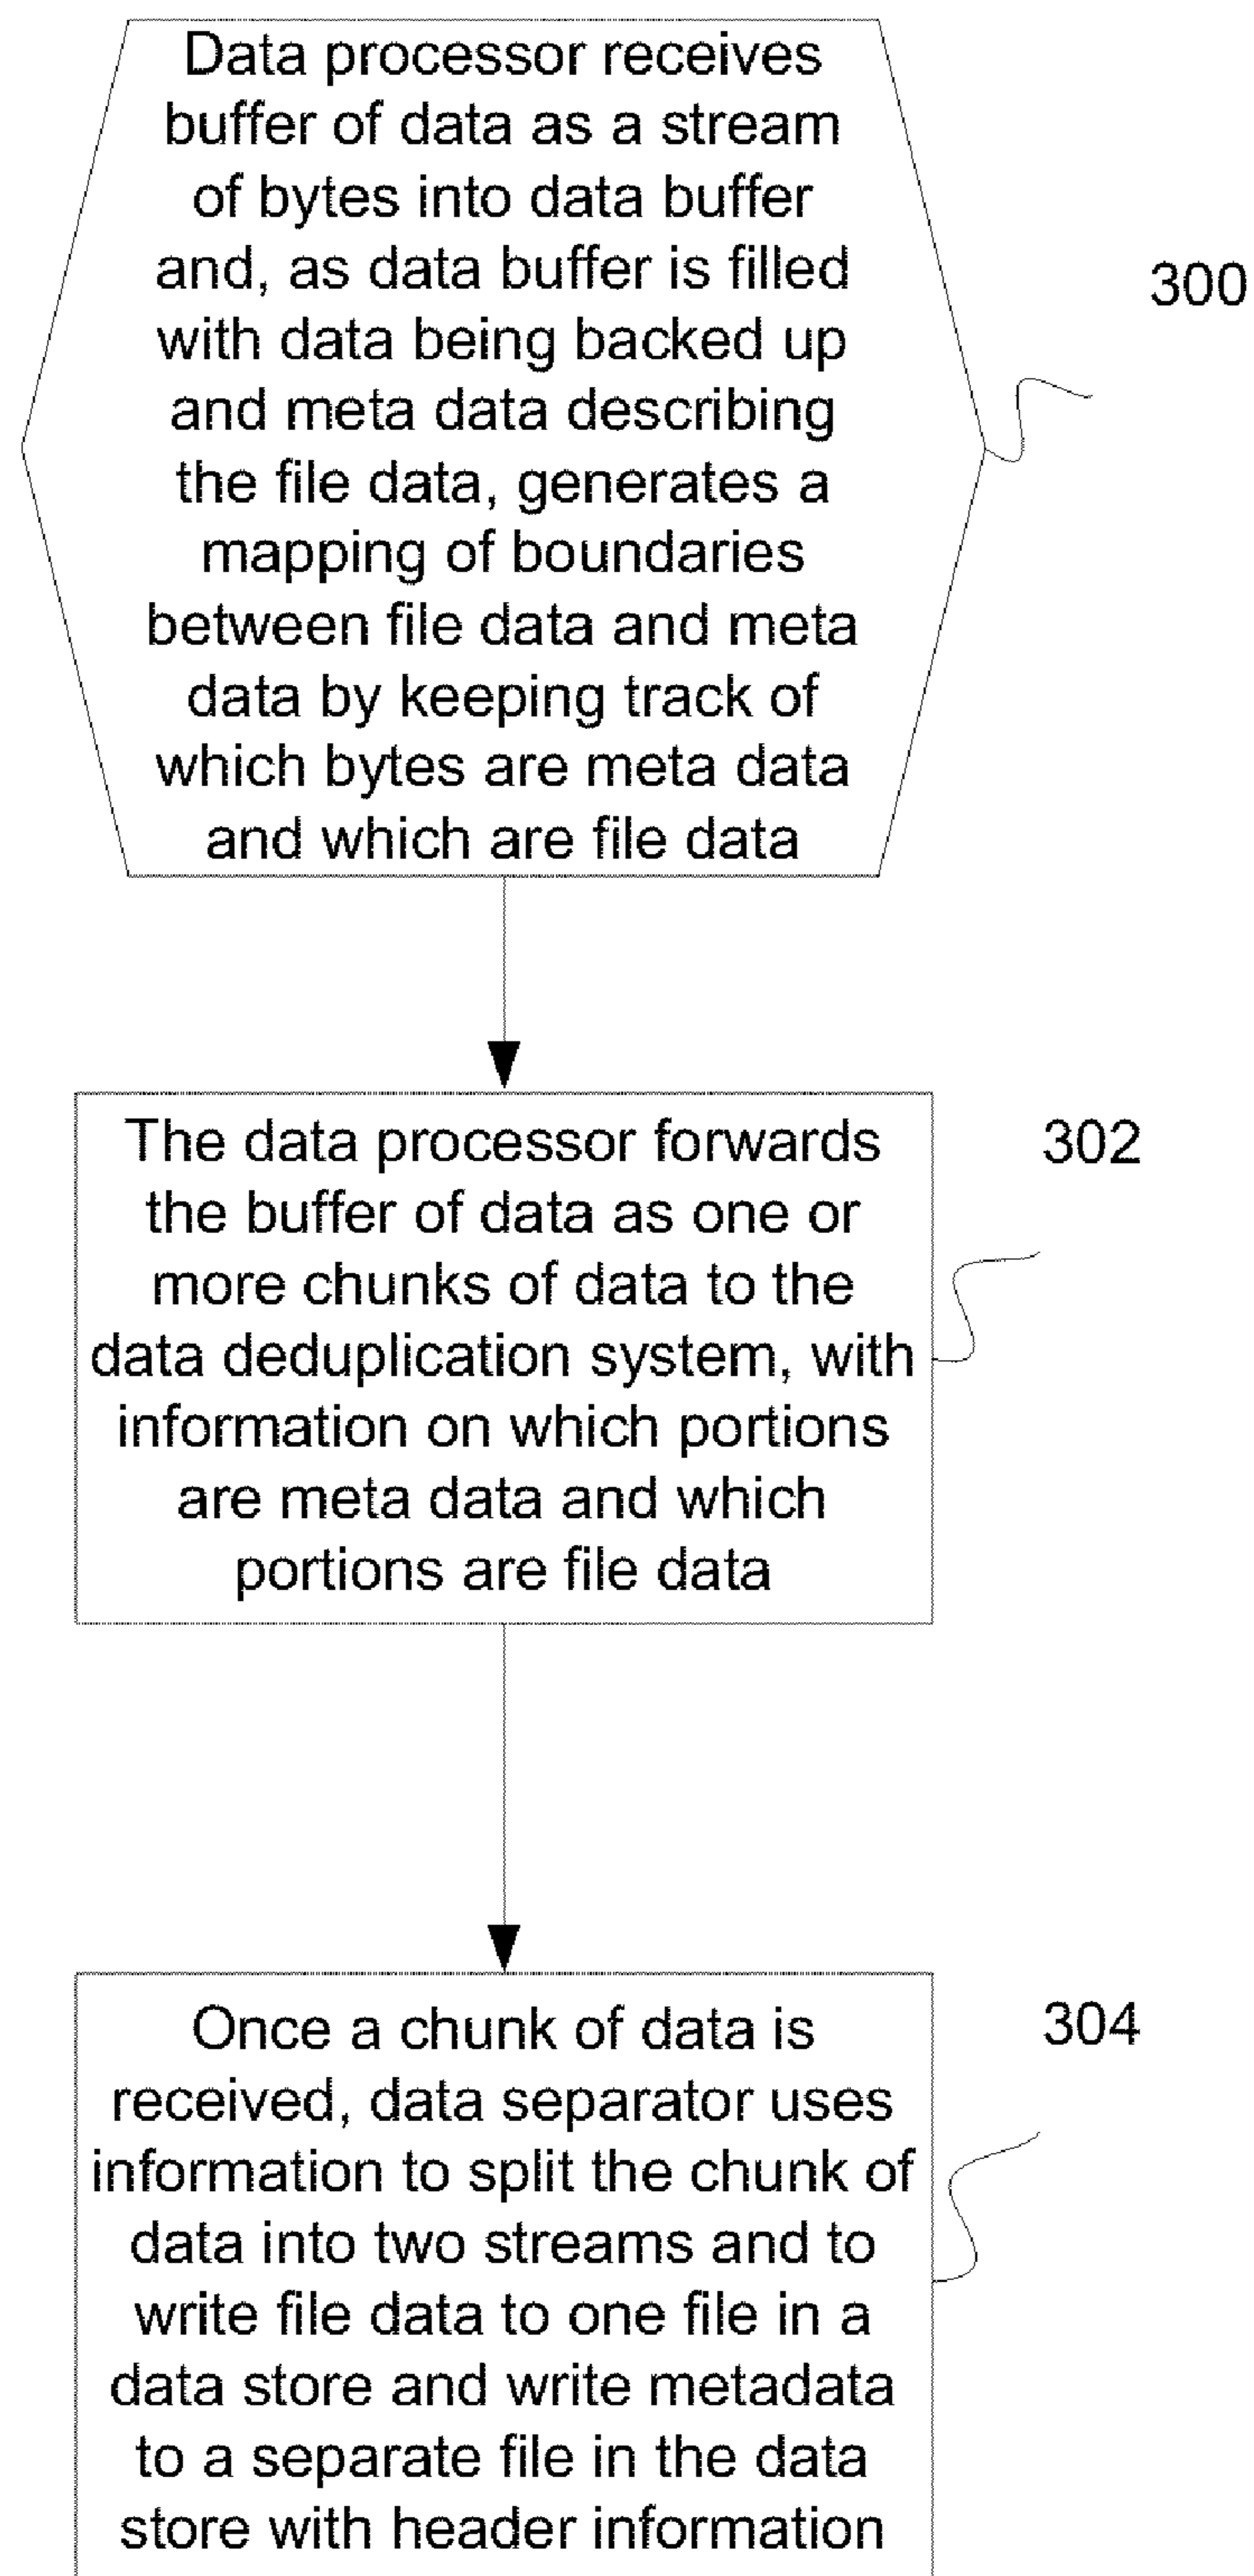 Data processor receives
buffer of data as a stream
of bytes into data buffer
and, as data buffer is filled
with data being backed up
and meta data describing
the file data, generates a
mapping of boundaries
between file data and meta
data by keeping track of
which bytes are meta data
and which are file data
300
The data processor forwards
the buffer of data as one or
more chunks of data to the
data deduplication system, with
information on which portions
are meta data and which
portions are file data
302
Once a chunk of data is
received, data separator uses
information to split the chunk of
data into two streams and to
write file data to one file in a
data store and write metadata
to a separate file in the data
store with header information
304